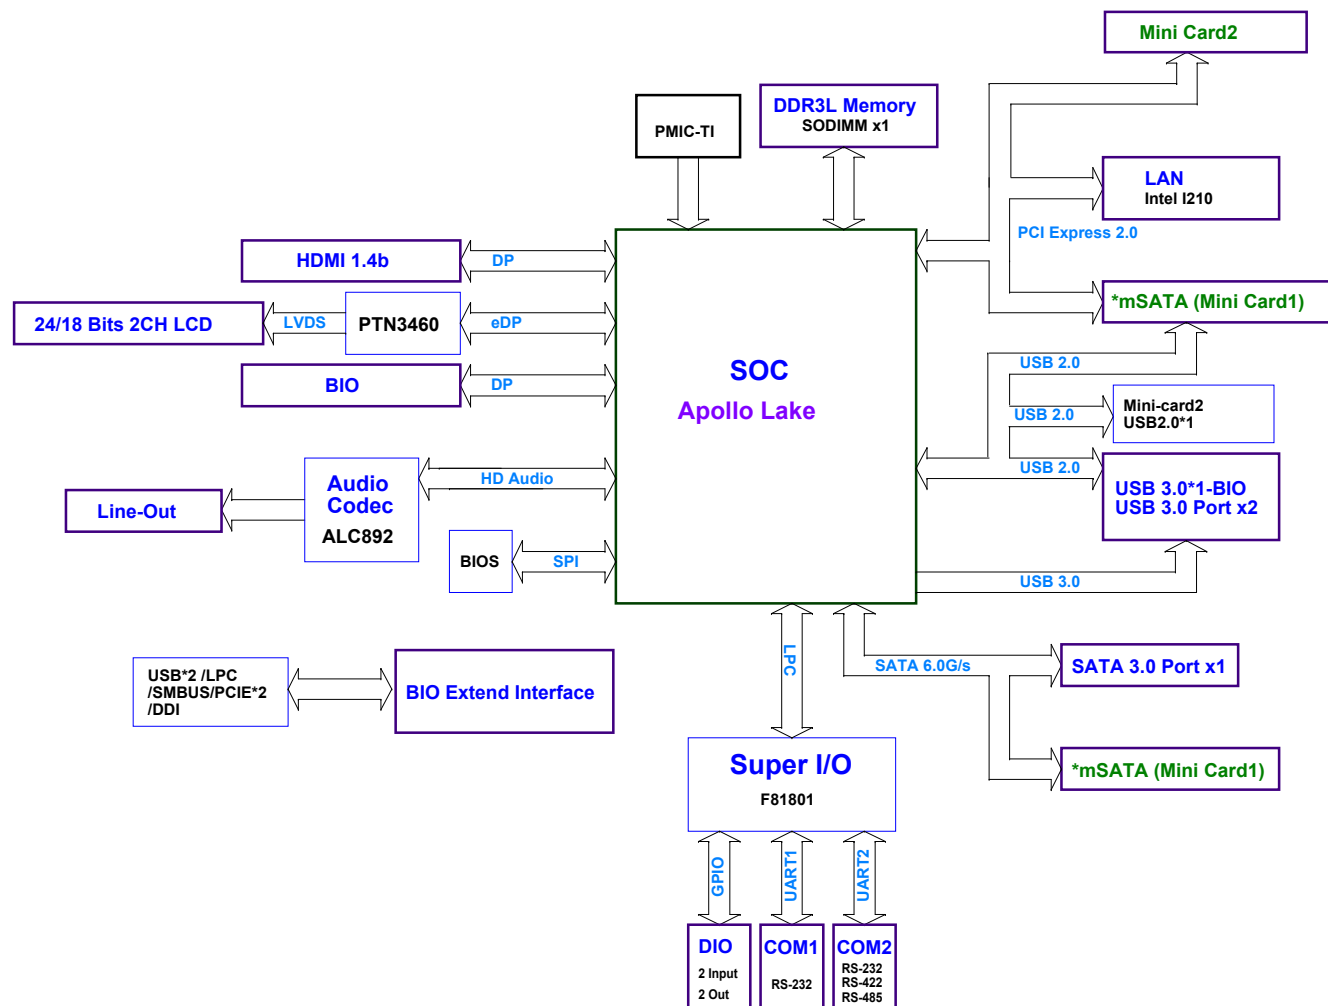 Mini Card2
PMIC-TI
DDR3L Memory
SODIMM x1
LAN
Intel I210
PCI Express 2.0
HDMI 1.4b
DP
*mSATA (Mini Card1)
24/18 Bits 2CH LCD
LVDS
PTN3460
eDP
BIO
DP
SOC
Apollo Lake
USB 2.0
Mini-card2
USB2.0*1
USB 2.0
USB 2.0
USB 3.0*1-BIO
USB 3.0 Port x2
USB 3.0
Line-Out
Audio
Codec
ALC892
HD Audio
BIOS
SPI
USB*2 /LPC
/SMBUS/PCIE*2
/DDI
BIO Extend Interface
LPC
SATA 6.0G/s
SATA 3.0 Port x1
*mSATA (Mini Card1)
Super I/O
F81801
GPIO
UART1
UART2
DIO
2 Input
2 Out
COM1
RS-232
COM2
RS-232
RS-422
RS-485